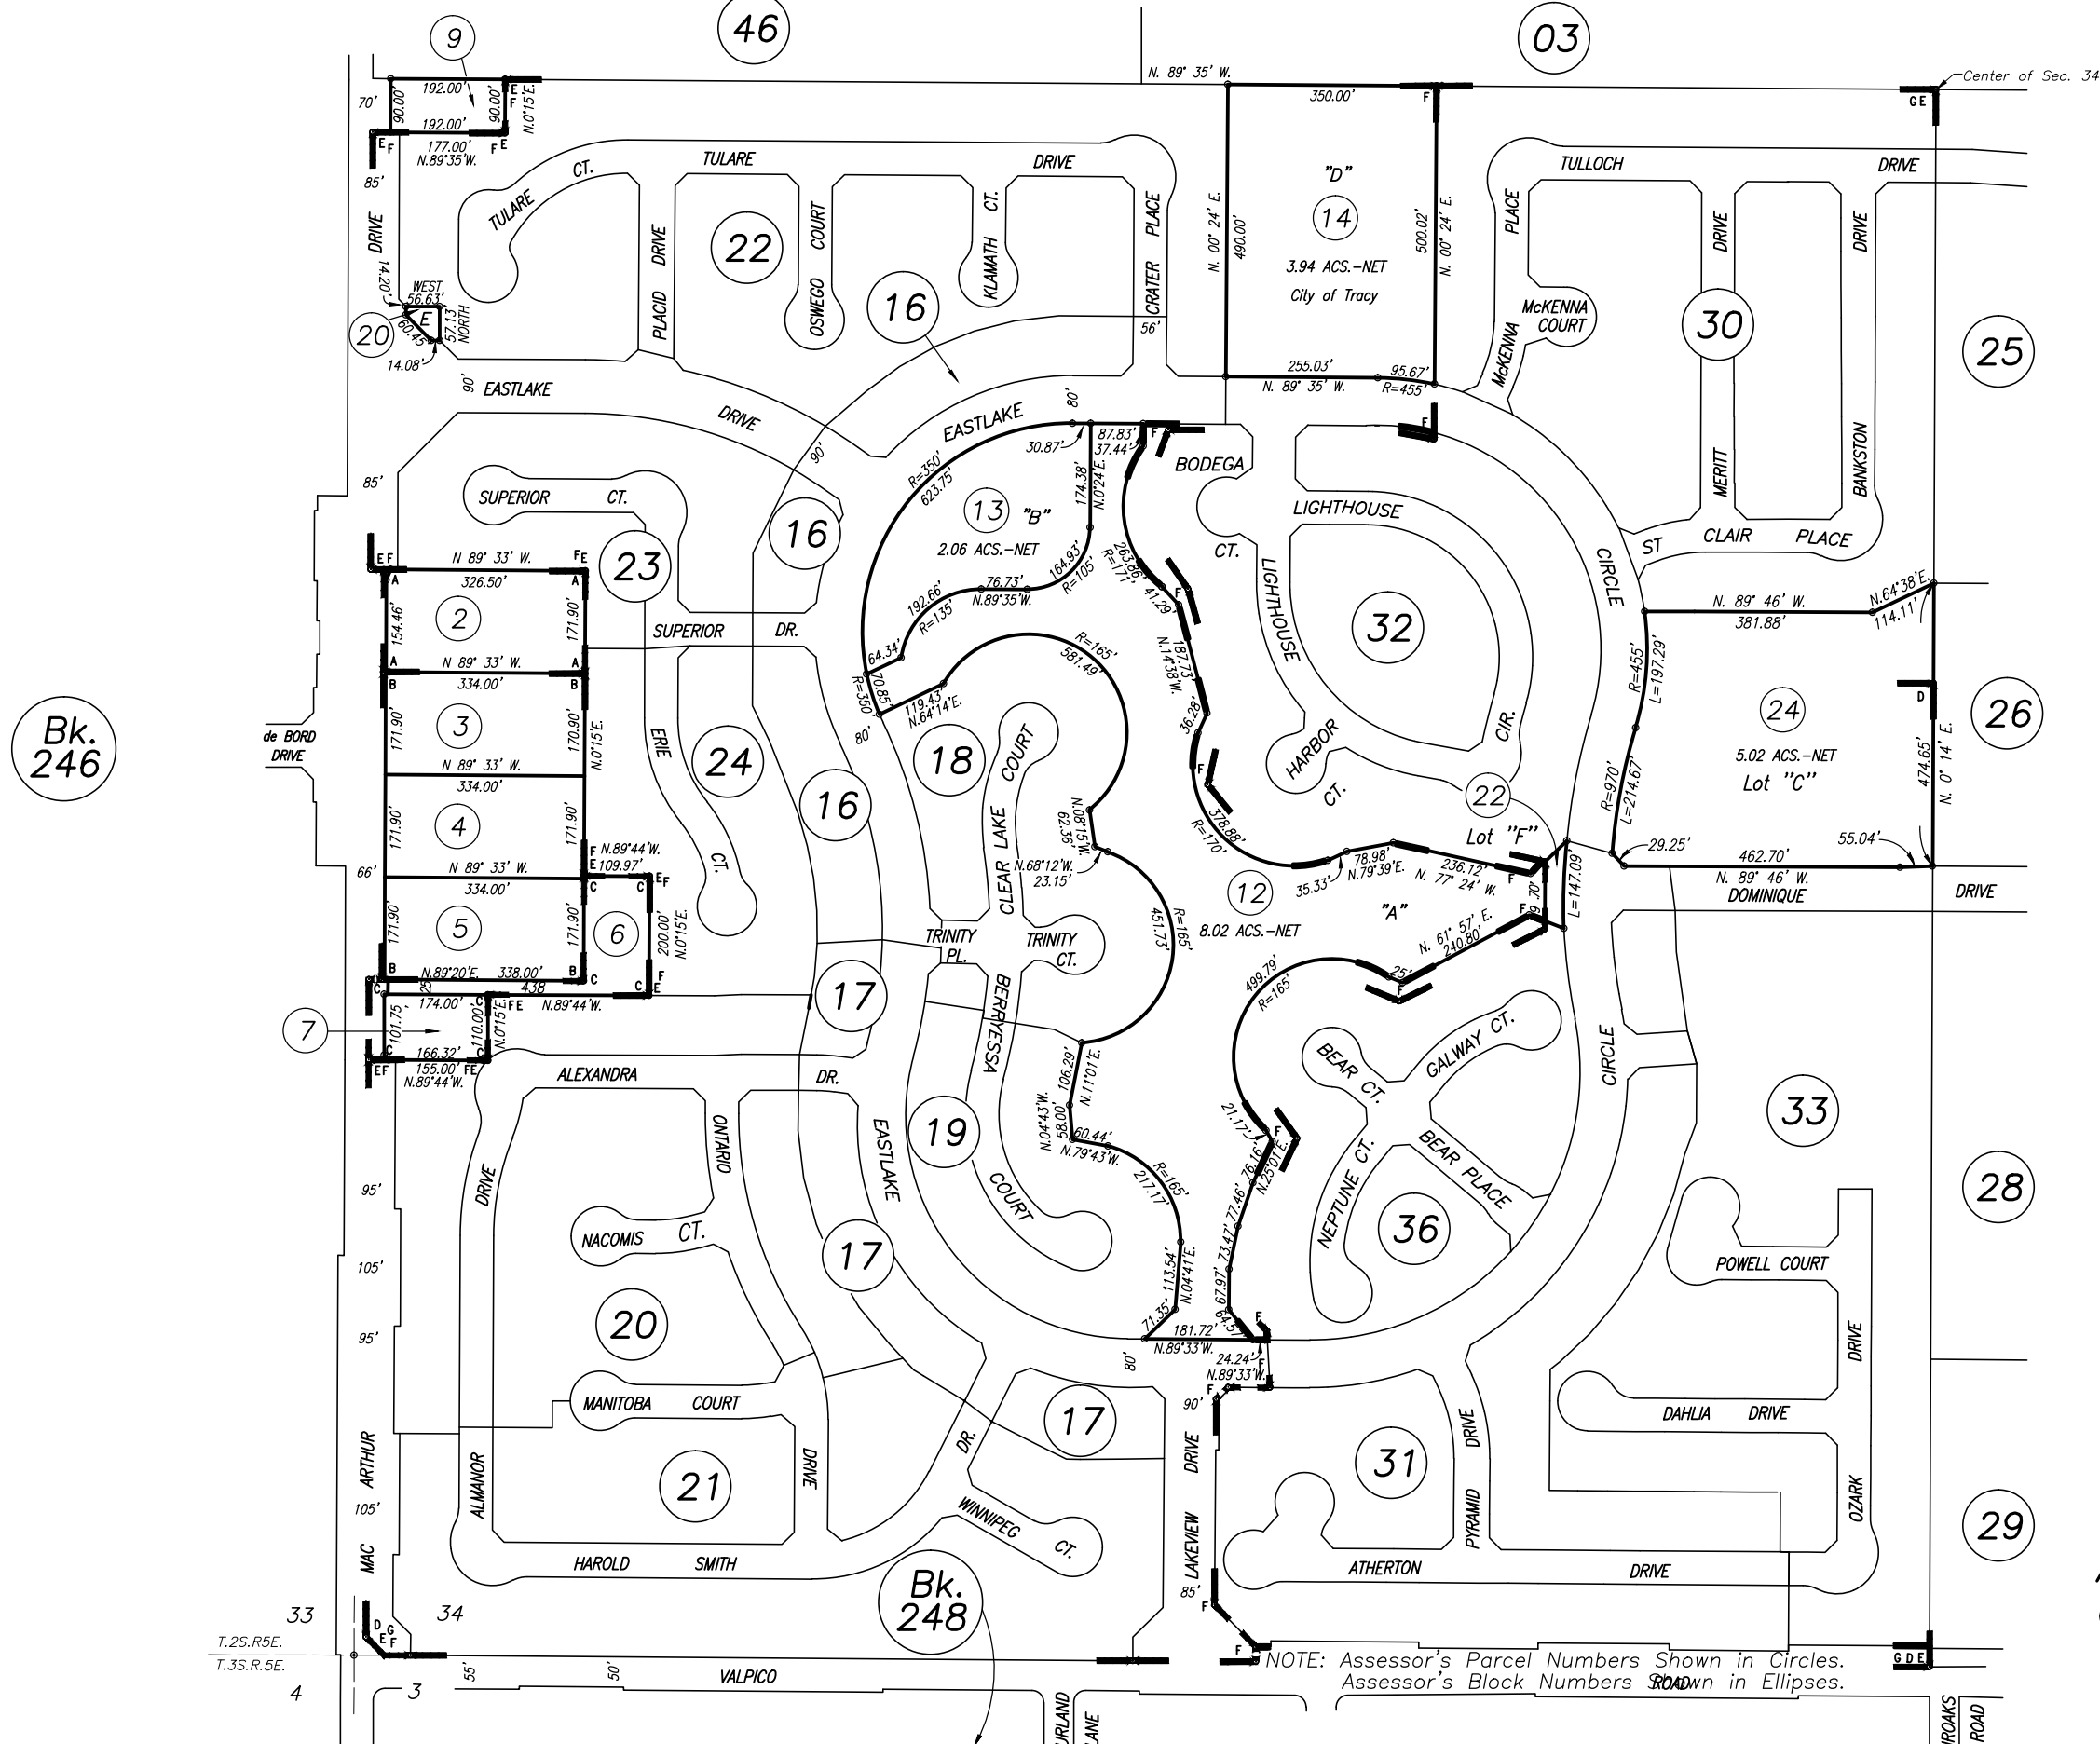 46
03
9
N. 89° 35' W.
Center of Sec. 34
192.00'
70'
90.00'
90.00'
E
F
N.0°15'E.
350.00'
F
GE
192.00'
E F
177.00'
F E
N.89°35'W.
85'
TULARE CT.
TULARE DRIVE
TULLOCH DRIVE
"D"
14
3.94 ACS.-NET
City of Tracy
N. 00° 24' E.
490.00'
500.02'
N. 00° 24' E.
DRIVE
PLACID DRIVE
22
OSWEGO COURT
KLAMATH CT.
CRATER PLACE
McKENNA PLACE
DRIVE
DRIVE
14.20'
WEST
56.63'
E
57.13'
NORTH
60.45'
20
14.08'
16
56'
McKENNA
COURT
30
25
90'
EASTLAKE DRIVE
90'
EASTLAKE
80'
255.03'
95.67'
N. 89° 35' W.
R=455'
F
MERITT
BANKSTON
85'
SUPERIOR CT.
R=350'
623.75'
30.87'
87.83'
F
37.44'
BODEGA
CT.
174.38'
N.0°24'E.
13
"B"
2.06 ACS.-NET
16
LIGHTHOUSE
CIRCLE
ST CLAIR PLACE
EF
N 89° 33' W.
FE
A
326.50'
A
23
2
154.46'
171.90'
164.93'
R=105'
76.73'
N.89°35'W.
192.66'
R=135'
263.86'
R=171'
41.29'
F
LIGHTHOUSE
32
N. 89° 46' W.
381.88'
N.64°38'E.
114.11'
SUPERIOR DR.
A
N 89° 33' W.
A
B
334.00'
B
64.34'
70.85'
R=350'
119.43'
N.64°14'E.
80'
R=165'
581.49'
187.73'
N.14°38'W.
36.28'
R=455'
L=197.29'
D
24
5.02 ACS.-NET
Lot "C"
26
Bk.
246
de BORD
DRIVE
3
171.90'
170.90'
N.0°15'E.
ERIE CT.
24
16
18
CLEAR LAKE COURT
HARBOR CT.
CIR.
22
474.65'
N. 0° 14' E.
N 89° 33' W.
334.00'
4
171.90'
171.90'
F
378.88'
R=170'
R=970'
L=214.67'
N.08°15'W.
62.36'
N.68°12'W.
23.15'
Lot "F"
29.25'
55.04'
462.70'
N. 89° 46' W.
66'
N 89° 33' W.
334.00'
F
E
N.89°44'W.
109.97'
C
C
EF
5
171.90'
171.90'
6
200.00'
N.0°15'E.
35.33'
78.98'
N.79°39'E.
236.12'
N. 77° 24' W.
F
L=147.09'
DOMINIQUE DRIVE
12
8.02 ACS.-NET
"A"
TRINITY
PL.
TRINITY
CT.
451.73'
R=165'
N. 61° 57' E.
240.80'
F
25'
F
B
N.89°20'E.
338.00'
B
C
F
E
C
174.00'
25'
C
FE
438
N.89°44'W.
C
17
BERRYESSA COURT
499.79'
R=165'
7
101.75'
110.00'
N.0°15'E.
C
166.32'
C
EF
155.00'
FE
N.89°44'W.
ALEXANDRA DR.
BEAR CT.
GALWAY CT.
CIRCLE
33
106.29'
N.11°01'E.
N.04°43'W.
58.00'
60.44'
N.79°43'W.
19
21.17'
F
76.16'
N.25°01'E.
ONTARIO
EASTLAKE
NEPTUNE CT.
BEAR PLACE
95'
DRIVE
R=165'
217.17'
77.46'
36
28
NACOMIS CT.
17
73.47'
67.97'
64.57'
113.54'
N.04°41'E.
POWELL COURT
105'
20
95'
71.35'
181.72'
N.89°33'W.
80'
F
24.24'
F
N.89°33'W.
F
MANITOBA COURT
17
90'
DAHLIA DRIVE
DRIVE
MAC ARTHUR
ALMANOR
21
DRIVE
DR.
31
105'
WINNIPEG CT.
LAKEVIEW DRIVE
PYRAMID DRIVE
OZARK
29
HAROLD SMITH
Bk.
248
ATHERTON DRIVE
85'
F
33
34
D
G
E
F
T.2S.R5E.
T.3S.R.5E.
4
3
55'
50'
VALPICO
F
NOTE: Assessor's Parcel Numbers Shown in Circles.
Assessor's Block Numbers Shown in Ellipses.
ROAD
GDE
LANE
ROAD